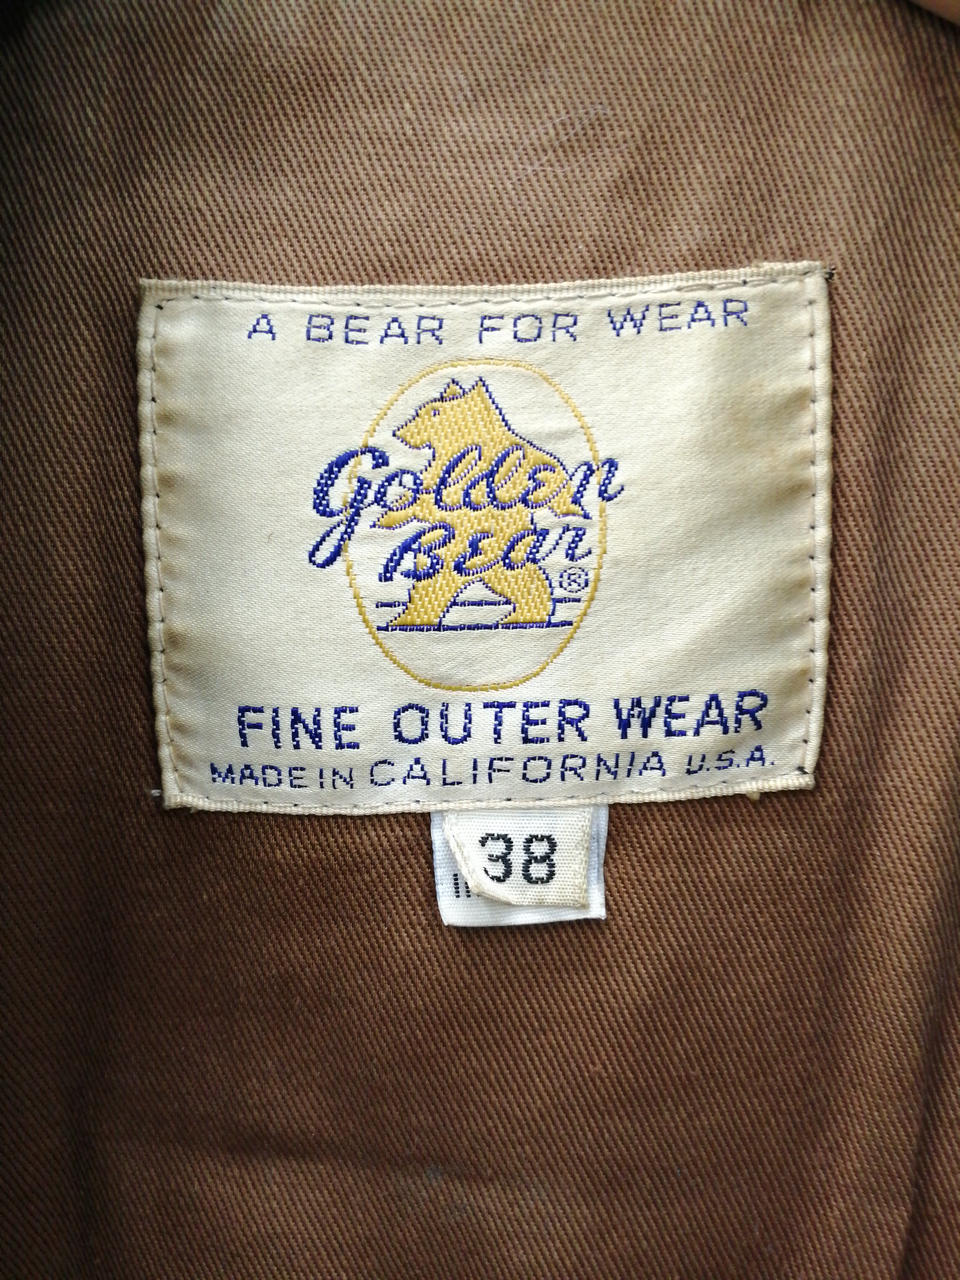 A BEAR FOR WEAR
Golden
Bear
®
FINE OUTER WEAR
MADE IN CALIFORNIA U.S.A.
38